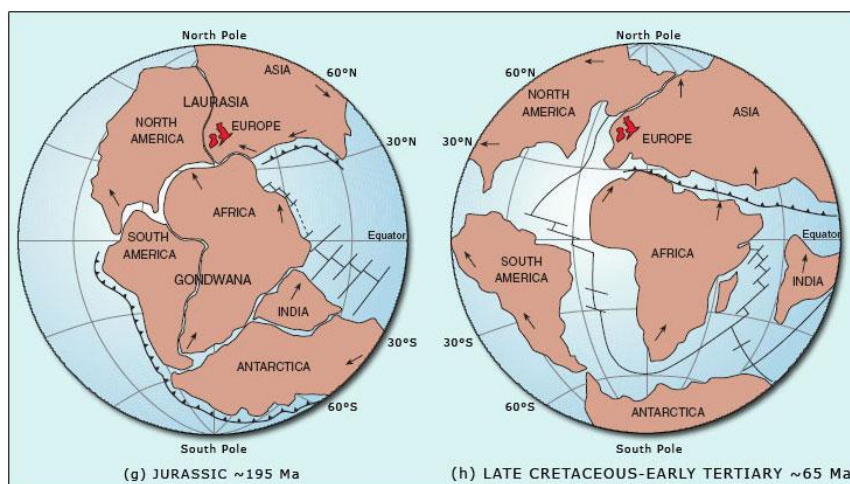 North Pole
ASIA
60°N
LAURASIA
NORTH
AMERICA
EUROPE
30°N
AFRICA
SOUTH
AMERICA
Equator
GONDWANA
INDIA
30°S
ANTARCTICA
60°S
South Pole
(g) JURASSIC ~195 Ma
North Pole
60°N
NORTH
AMERICA
ASIA
EUROPE
30°N
Equator
SOUTH
AMERICA
AFRICA
INDIA
30°S
60°S
ANTARCTICA
South Pole
(h) LATE CRETACEOUS-EARLY TERTIARY ~65 Ma